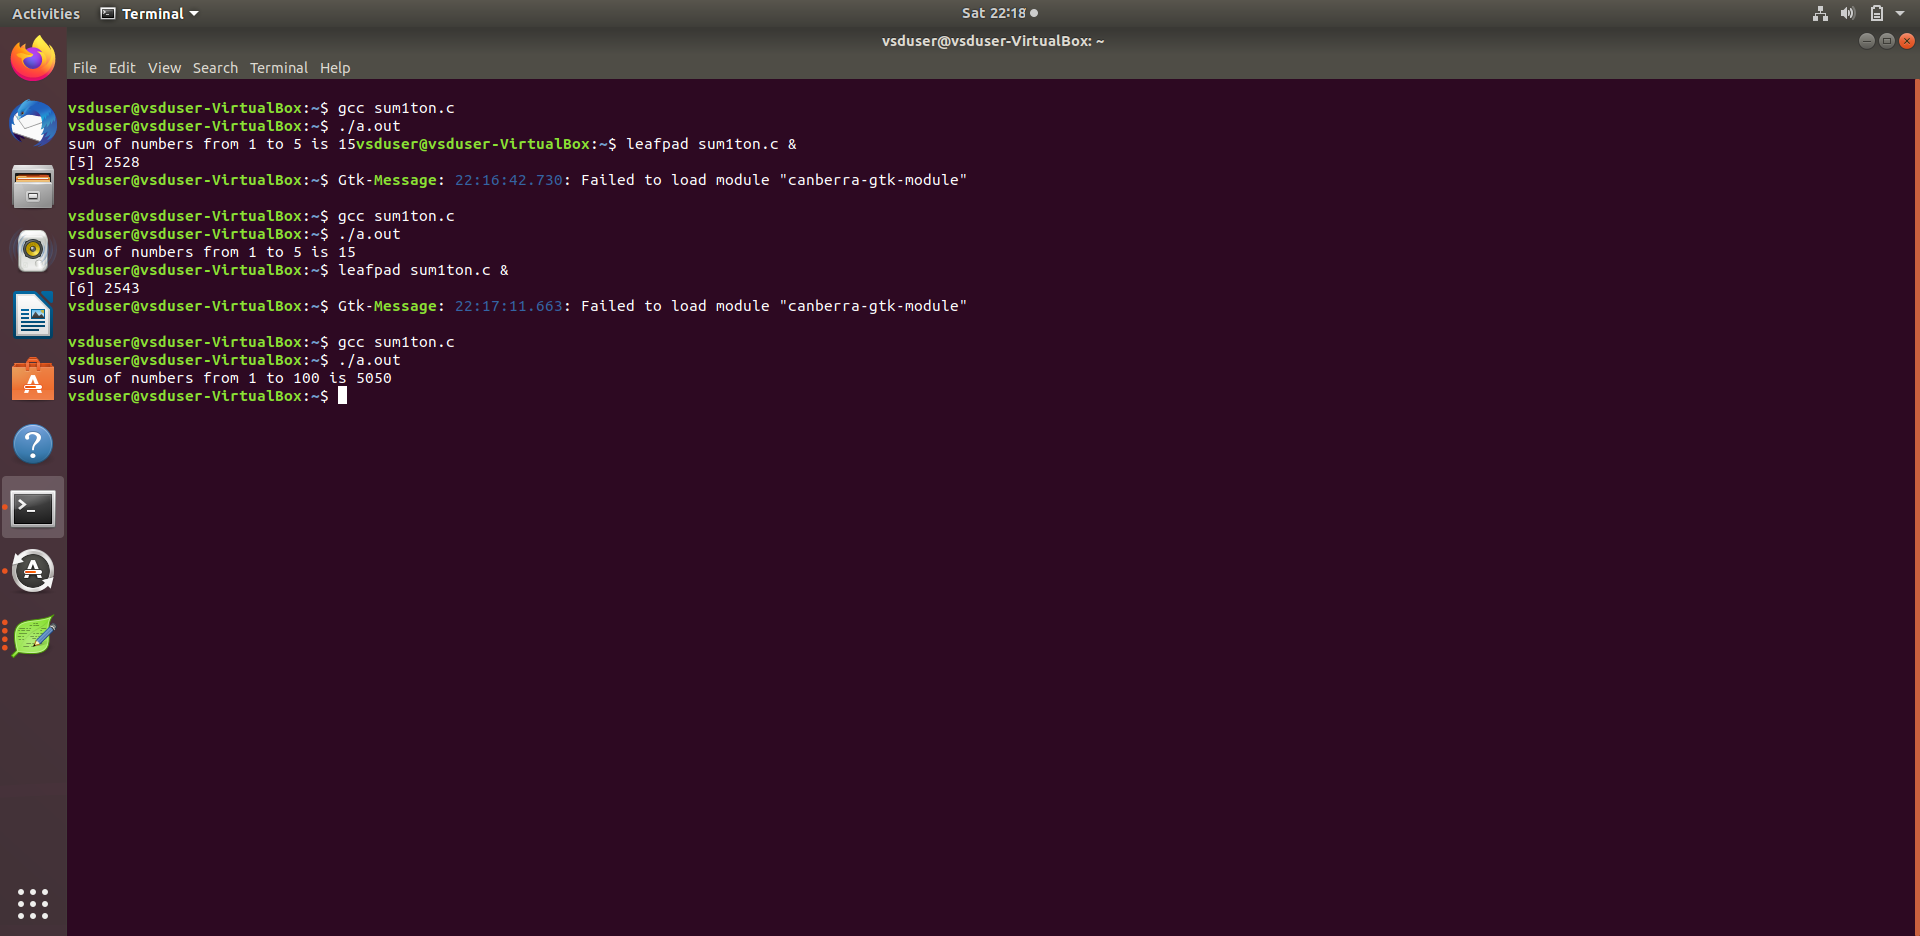 Activities Terminal Sat 22:18
vsduser@vsduser-VirtualBox: ~
File Edit View Search Terminal Help
vsduser@vsduser-VirtualBox:~$ gcc sum1ton.c
vsduser@vsduser-VirtualBox:~$ ./a.out
sum of numbers from 1 to 5 is 15vsduser@vsduser-VirtualBox:~$ leafpad sum1ton.c &
[5] 2528
vsduser@vsduser-VirtualBox:~$ Gtk-Message: 22:16:42.730: Failed to load module "canberra-gtk-module"
vsduser@vsduser-VirtualBox:~$ gcc sum1ton.c
vsduser@vsduser-VirtualBox:~$ ./a.out
sum of numbers from 1 to 5 is 15
vsduser@vsduser-VirtualBox:~$ leafpad sum1ton.c &
[6] 2543
vsduser@vsduser-VirtualBox:~$ Gtk-Message: 22:17:11.663: Failed to load module "canberra-gtk-module"
vsduser@vsduser-VirtualBox:~$ gcc sum1ton.c
vsduser@vsduser-VirtualBox:~$ ./a.out
sum of numbers from 1 to 100 is 5050
vsduser@vsduser-VirtualBox:~$